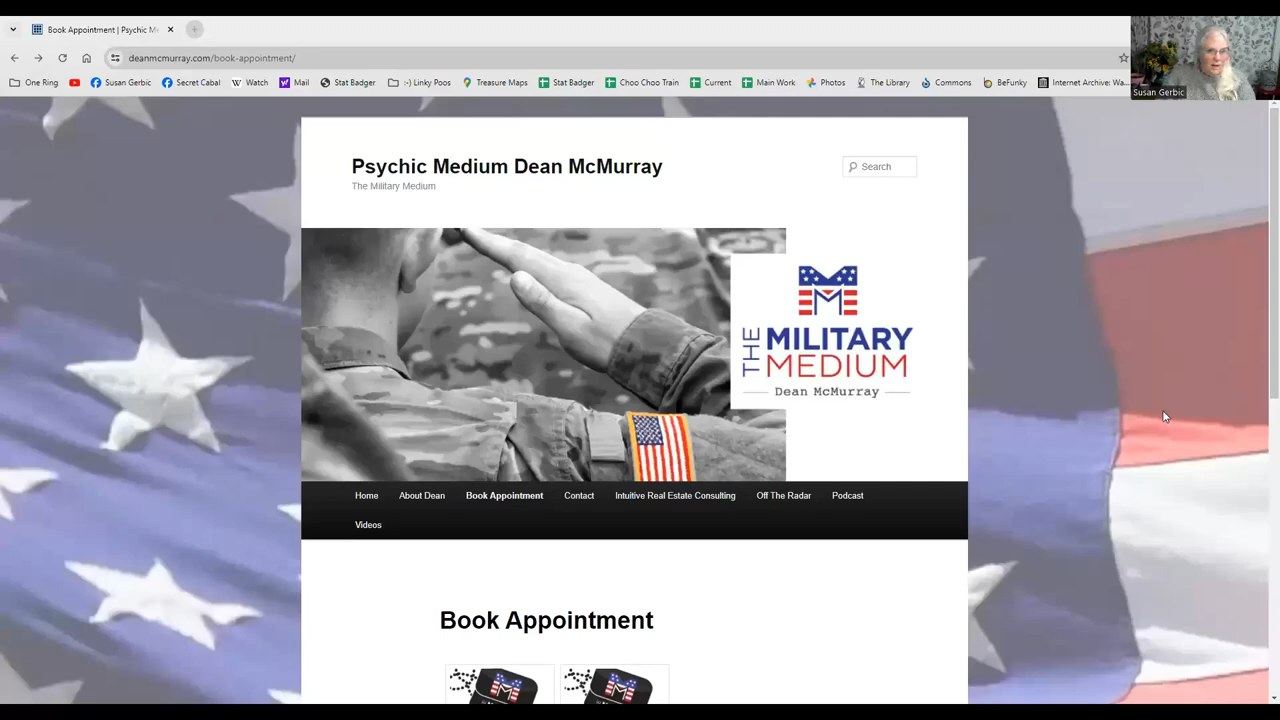 Book Appointment | Psychic Me
deanmcmurray.com/book-appointment/
One Ring
Susan Gerbic
Secret Cabal
W Watch
Mail
Stat Badger
:-) Linky Poos
Treasure Maps
Stat Badger
Choo Choo Train
Current
Main Work
Photos
The Library
Commons
BeFunky
Internet Archive: Wa...
Susan Gerbic
Psychic Medium Dean McMurray
Search
The Military Medium
M
THE MILITARY
MEDIUM
Dean McMurray
Home
About Dean
Book Appointment
Contact
Intuitive Real Estate Consulting
Off The Radar
Podcast
Videos
Book Appointment